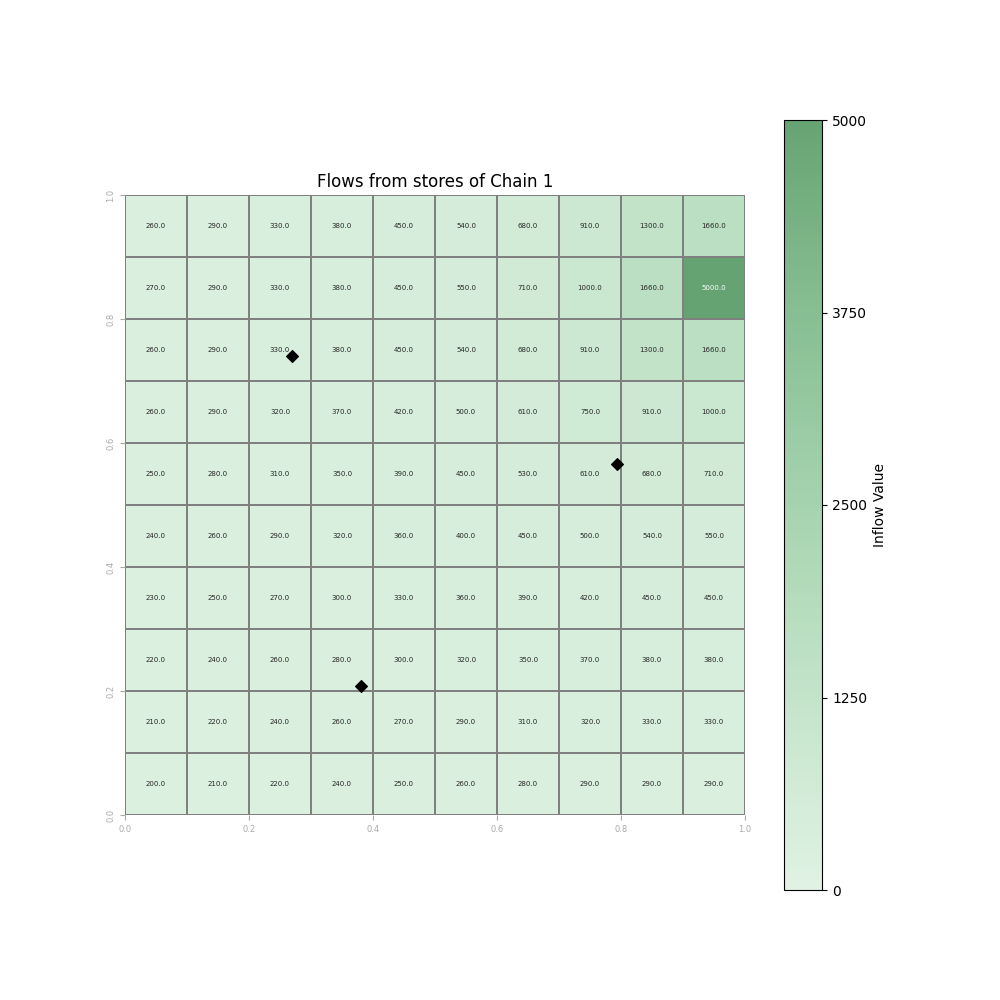 Flows from stores of Chain 1
1.0
260.0 290.0 330.0 380.0 450.0 540.0 680.0 910.0 1300.0 1660.0
270.0 290.0 330.0 380.0 450.0 550.0 710.0 1000.0 1660.0 5000.0
0.8
260.0 290.0 330.0 380.0 450.0 540.0 680.0 910.0 1300.0 1660.0
260.0 290.0 320.0 370.0 420.0 500.0 610.0 750.0 910.0 1000.0
0.6
250.0 280.0 310.0 350.0 390.0 450.0 530.0 610.0 680.0 710.0
240.0 260.0 290.0 320.0 360.0 400.0 450.0 500.0 540.0 550.0
0.4
230.0 250.0 270.0 300.0 330.0 360.0 390.0 420.0 450.0 450.0
220.0 240.0 260.0 280.0 300.0 320.0 350.0 370.0 380.0 380.0
0.2
210.0 220.0 240.0 260.0 270.0 290.0 310.0 320.0 330.0 330.0
200.0 210.0 220.0 240.0 250.0 260.0 280.0 290.0 290.0 290.0
0.0
0.0 0.2 0.4 0.6 0.8 1.0
5000
3750
2500
1250
0
Inflow Value